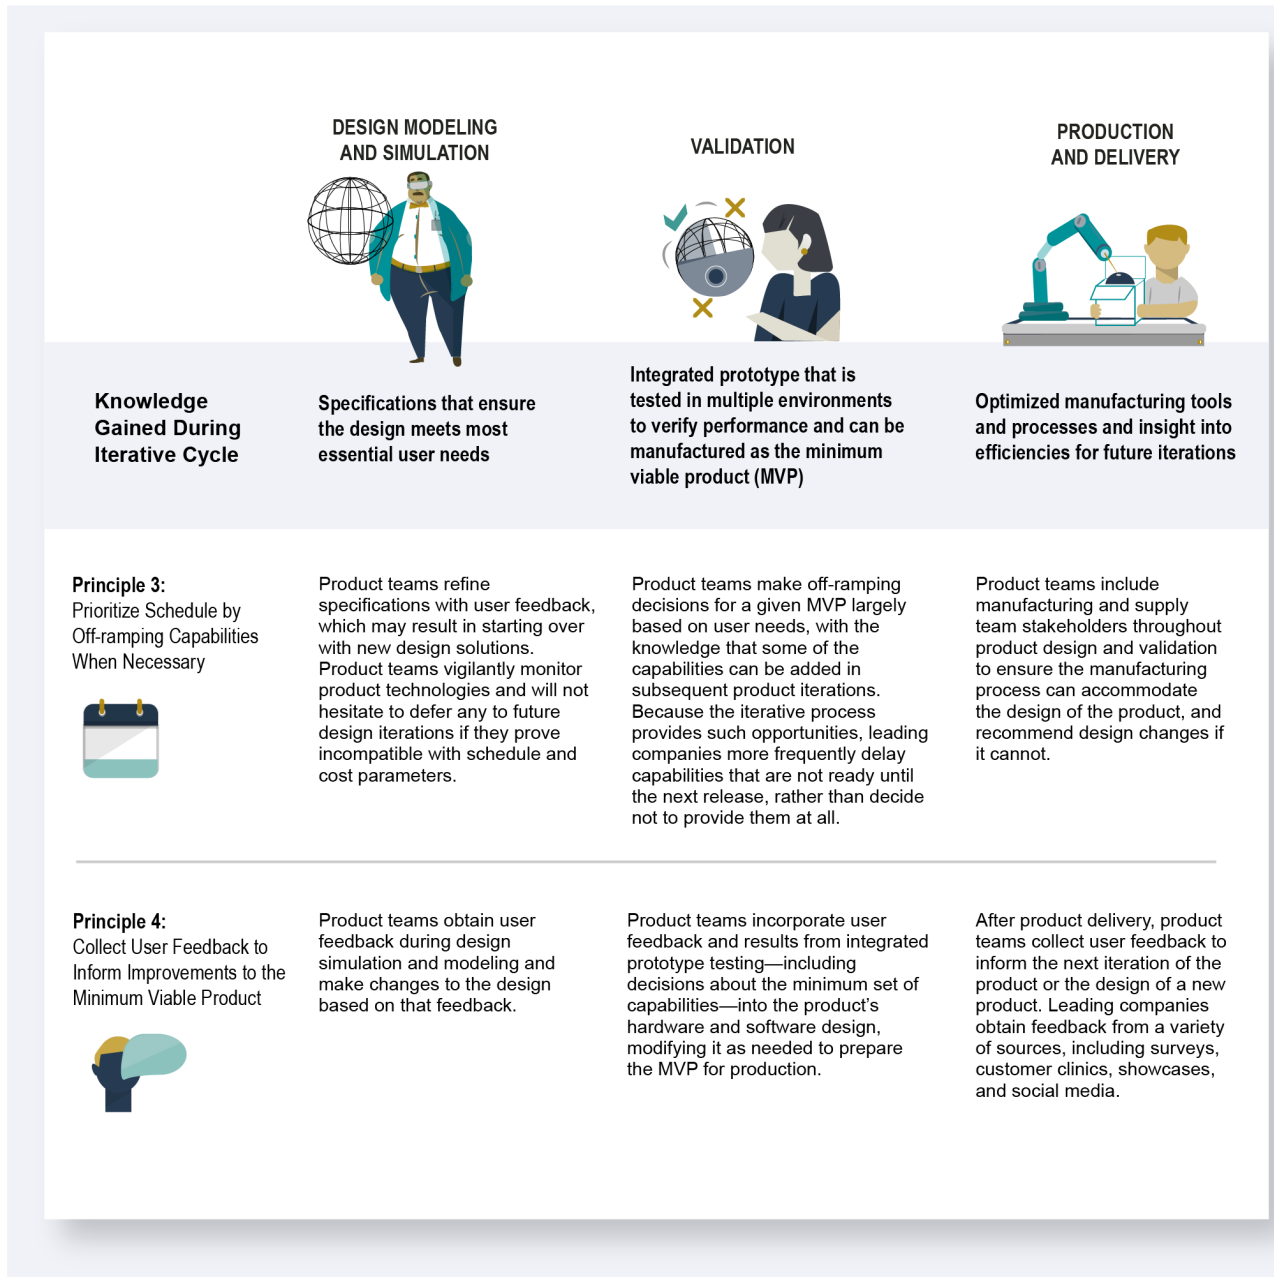 DESIGN MODELING
AND SIMULATION
VALIDATION
PRODUCTION
AND DELIVERY
Knowledge
Gained During
Iterative Cycle
Specifications that ensure
the design meets most
essential user needs
Integrated prototype that is
tested in multiple environments
to verify performance and can be
manufactured as the minimum
viable product (MVP)
Optimized manufacturing tools
and processes and insight into
efficiencies for future iterations
Principle 3:
Prioritize Schedule by
Off-ramping Capabilities
When Necessary
Product teams refine
specifications with user feedback,
which may result in starting over
with new design solutions.
Product teams vigilantly monitor
product technologies and will not
hesitate to defer any to future
design iterations if they prove
incompatible with schedule and
cost parameters.
Product teams make off-ramping
decisions for a given MVP largely
based on user needs, with the
knowledge that some of the
capabilities can be added in
subsequent product iterations.
Because the iterative process
provides such opportunities, leading
companies more frequently delay
capabilities that are not ready until
the next release, rather than decide
not to provide them at all.
Product teams include
manufacturing and supply
team stakeholders throughout
product design and validation
to ensure the manufacturing
process can accommodate
the design of the product, and
recommend design changes if
it cannot.
Principle 4:
Collect User Feedback to
Inform Improvements to the
Minimum Viable Product
Product teams obtain user
feedback during design
simulation and modeling and
make changes to the design
based on that feedback.
Product teams incorporate user
feedback and results from integrated
prototype testing—including
decisions about the minimum set of
capabilities—into the product's
hardware and software design,
modifying it as needed to prepare
the MVP for production.
After product delivery, product
teams collect user feedback to
inform the next iteration of the
product or the design of a new
product. Leading companies
obtain feedback from a variety
of sources, including surveys,
customer clinics, showcases,
and social media.